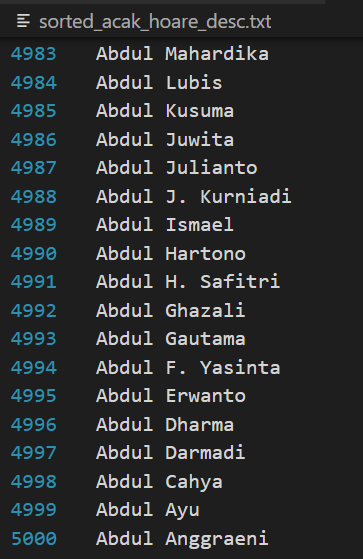 sorted_acak_hoare_desc.txt
4983 Abdul Mahardika
4984 Abdul Lubis
4985 Abdul Kusuma
4986 Abdul Juwita
4987 Abdul Julianto
4988 Abdul J. Kurniadi
4989 Abdul Ismael
4990 Abdul Hartono
4991 Abdul H. Safitri
4992 Abdul Ghazali
4993 Abdul Gautama
4994 Abdul F. Yasinta
4995 Abdul Erwanto
4996 Abdul Dharma
4997 Abdul Darmadi
4998 Abdul Cahya
4999 Abdul Ayu
5000 Abdul Anggraeni